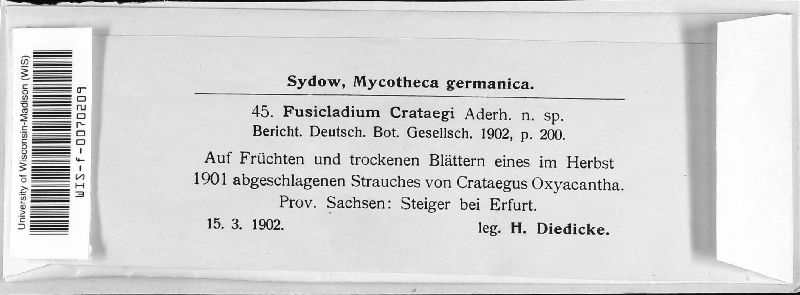 University of Wisconsin-Madison (WIS)
WIS-f-0070209
Sydow, Mycotheca germanica.
45. Fusicladium Crataegi Aderh. n. sp.
Bericht. Deutsch. Bot. Gesellsch. 1902, p. 200.
Auf Früchten und trockenen Blättern eines im Herbst
1901 abgeschlagenen Strauches von Crataegus Oxyacantha.
Prov. Sachsen: Steiger bei Erfurt.
15. 3. 1902. leg. H. Diedicke.